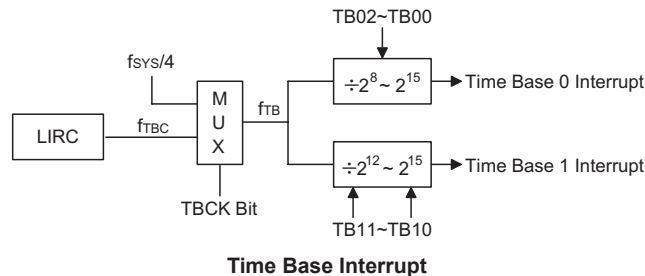 TB02~TB00
fSYS/4
M
U
X
fTB
÷2^8 ~ 2^15
Time Base 0 Interrupt
LIRC
fTBC
÷2^12 ~ 2^15
Time Base 1 Interrupt
TBCK Bit
TB11~TB10
Time Base Interrupt